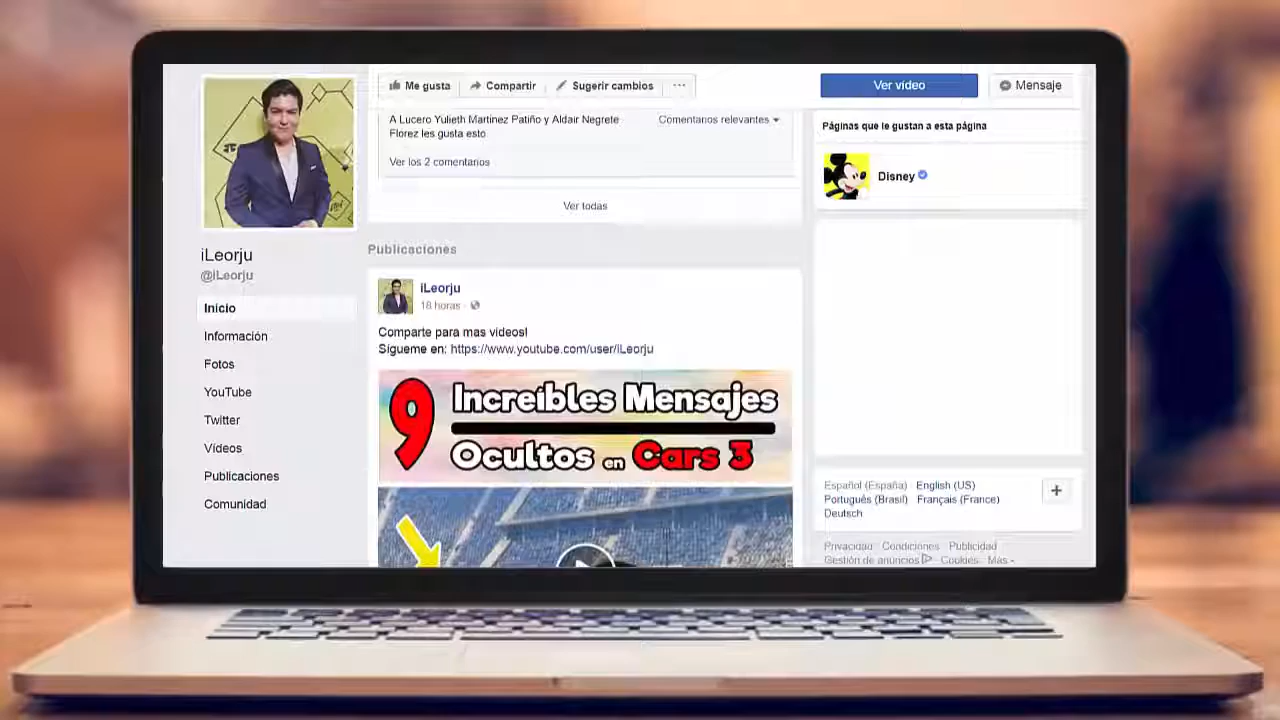 Me gusta
Compartir
Sugerir cambios
Ver vídeo
Mensaje
A Lucero Yulieth Martinez Patiño y Aldair Negrete
Florez les gusta esto
Comentarios relevantes
Ver los 2 comentarios
Ver todas
Páginas que le gustan a esta página
Disney
iLeorju
@iLeorju
Inicio
Información
Fotos
YouTube
Twitter
Vídeos
Publicaciones
Comunidad
Publicaciones
iLeorju
18 horas ·
Comparte para mas videos!
Sígueme en: https://www.youtube.com/user/iLeorju
9 Increíbles Mensajes
Ocultos en Cars 3
Español (España) English (US)
Português (Brasil) Français (France)
Deutsch
Privacidad Condiciones Publicidad
Gestión de anuncios Cookies Más